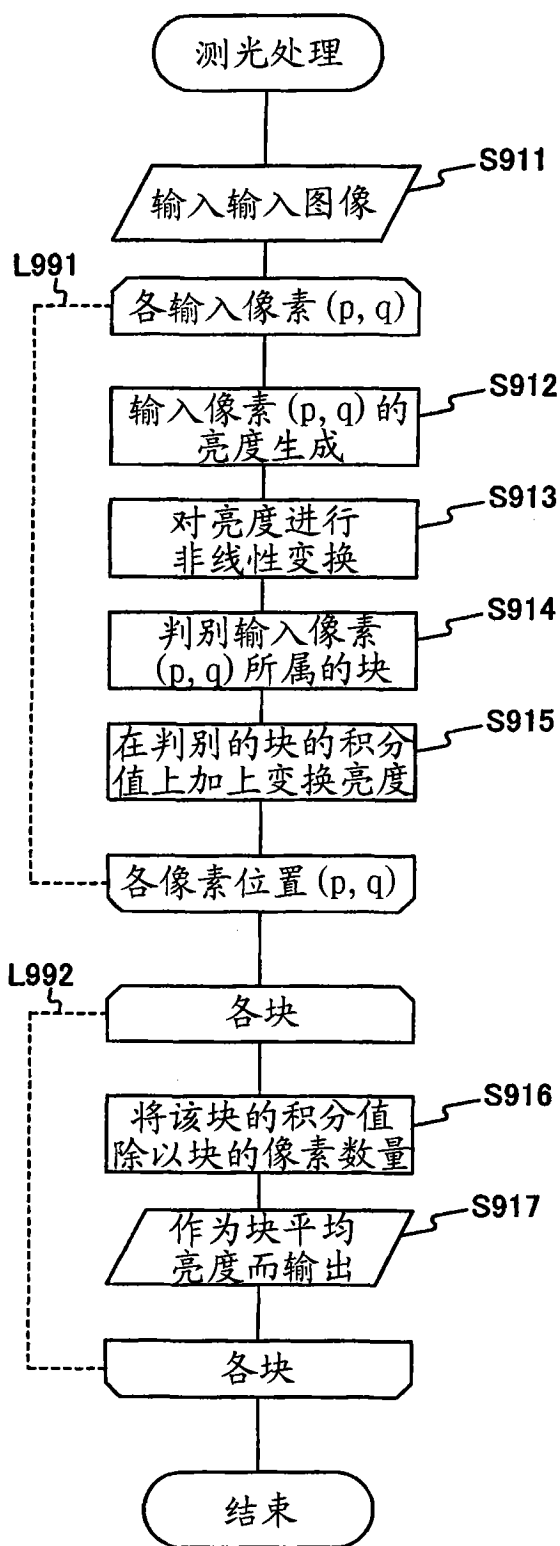 测光处理
S911
输入输入图像
L991
各输入像素(p,q)
S912
输入像素(p,q)的
亮度生成
S913
对亮度进行
非线性变换
S914
判别输入像素
(p,q)所属的块
S915
在判别的块的积分
值上加上变换亮度
各像素位置(p,q)
L992
各块
S916
将该块的积分值
除以块的像素数量
S917
作为块平均
亮度而输出
各块
结束